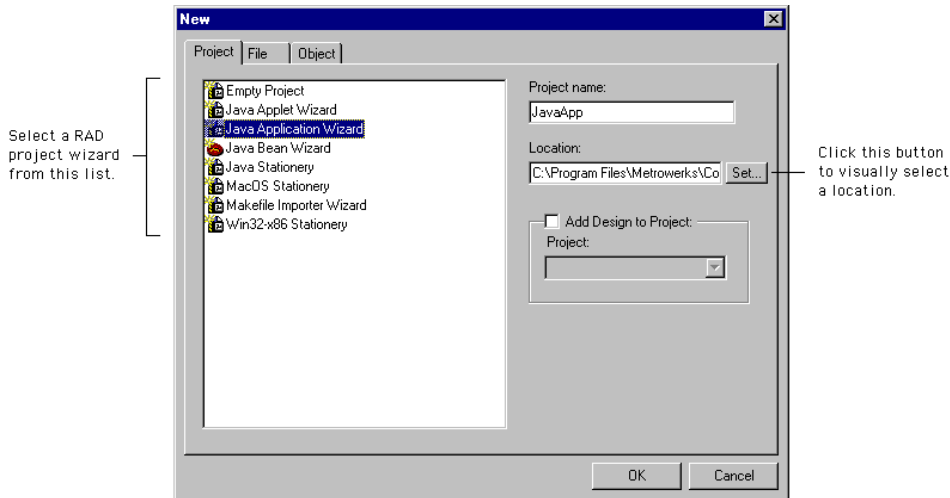 New
Project
File
Object
Select a RAD
project wizard
from this list.
Empty Project
Java Applet Wizard
Java Application Wizard
Java Bean Wizard
Java Stationery
MacOS Stationery
Makefile Importer Wizard
Win32-x86 Stationery
Project name:
JavaApp
Location:
C:\Program Files\Metrowerks\Co
Set...
Click this button
to visually select
a location.
Add Design to Project:
Project:
OK
Cancel